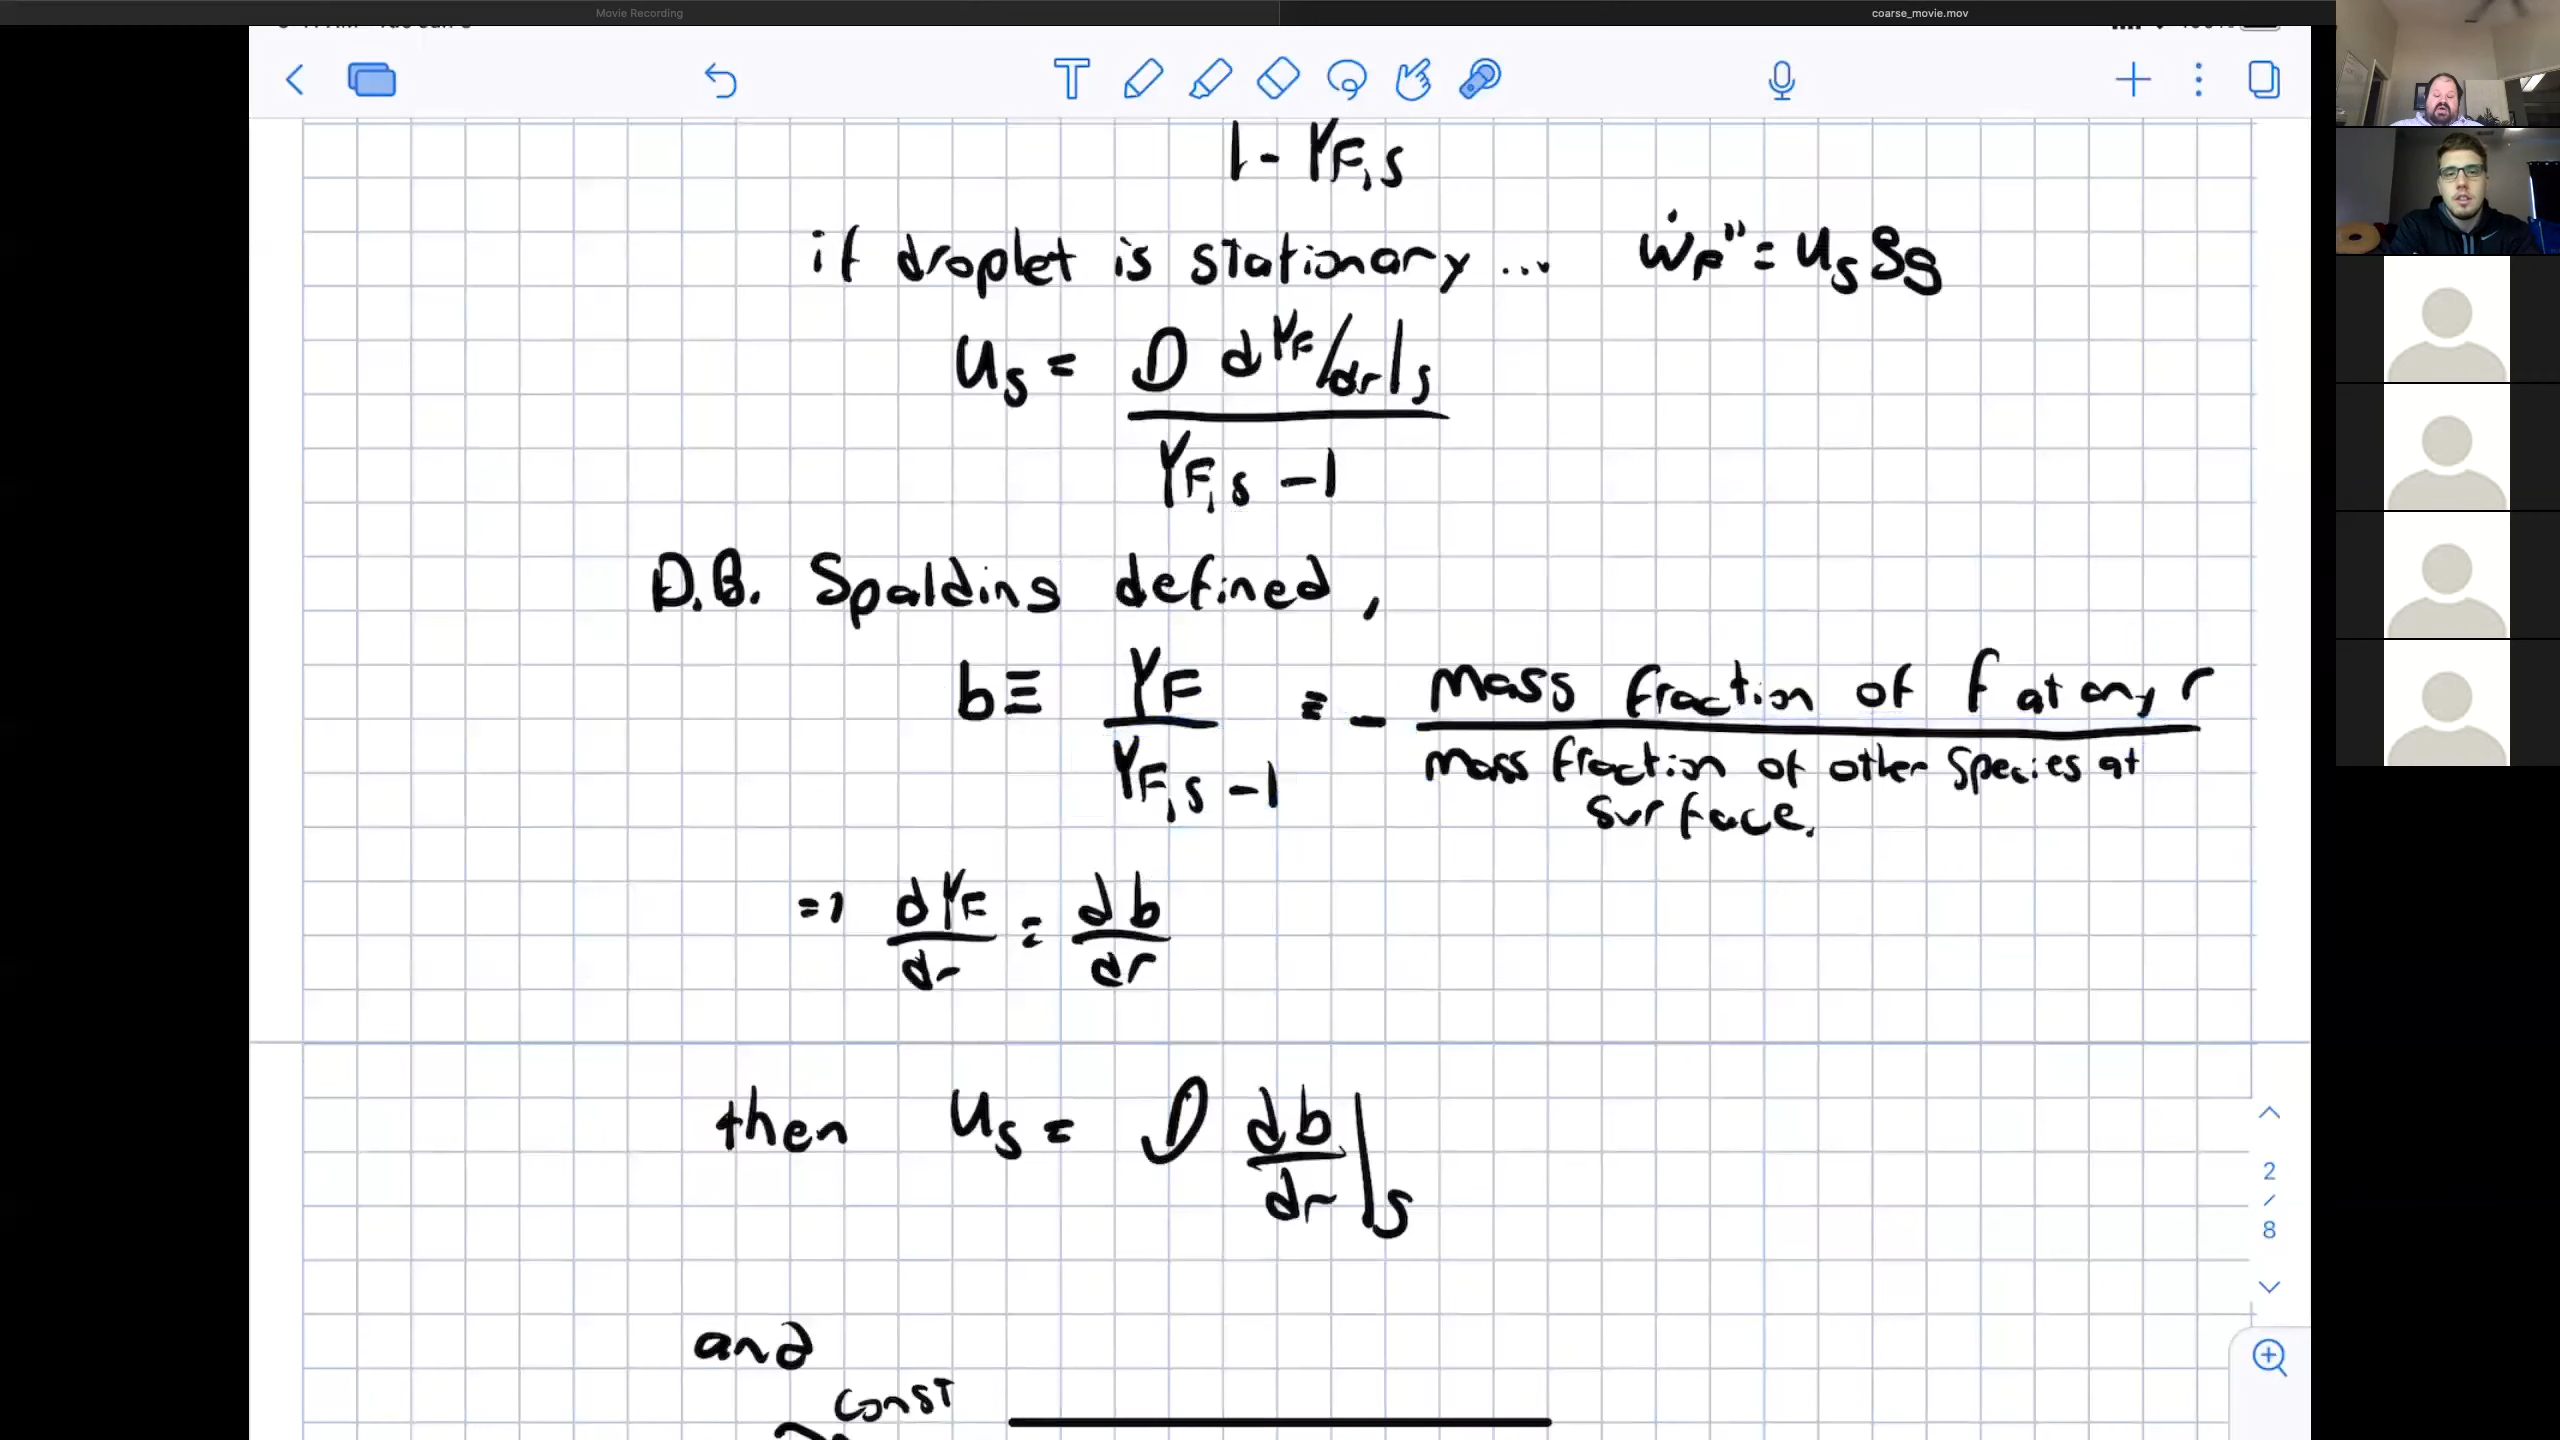 Movie Recording
coarse_movie.mov
1 - YF,s
if droplet is stationary ... ẇF" = us ρs
us = D dYF/dr|s
YF,s - 1
D.B. Spalding defined,
b ≡ YF / YF,s - 1 ≡ - mass fraction of f at any r
mass fraction of other species at
surface.
=> dYF/dr = db/dr
then us = D db/dr |s
2
/
8
and
const